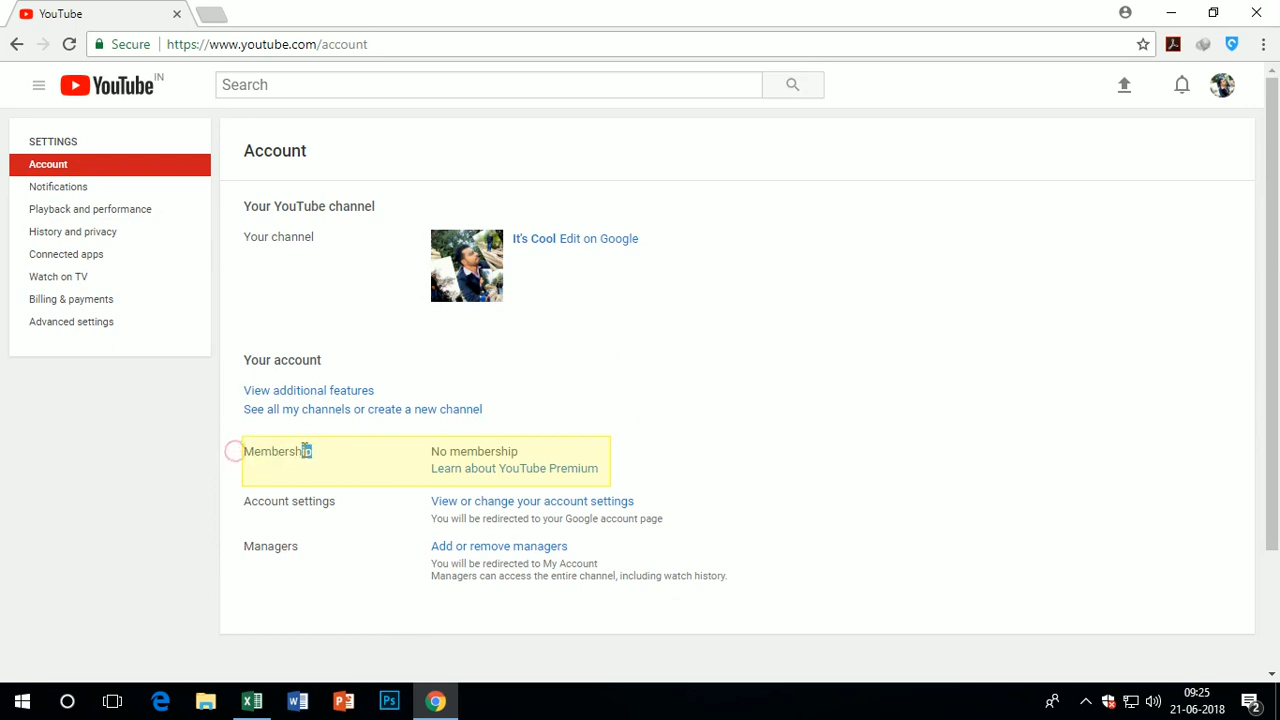 YouTube
Secure
https://www.youtube.com/account
YouTube IN
Search
SETTINGS
Account
Notifications
Playback and performance
History and privacy
Connected apps
Watch on TV
Billing & payments
Advanced settings
Account
Your YouTube channel
Your channel
It's Cool Edit on Google
Your account
View additional features
See all my channels or create a new channel
Membership
No membership
Learn about YouTube Premium
Account settings
View or change your account settings
You will be redirected to your Google account page
Managers
Add or remove managers
You will be redirected to My Account
Managers can access the entire channel, including watch history.
Ps
09:25
21-06-2018
2